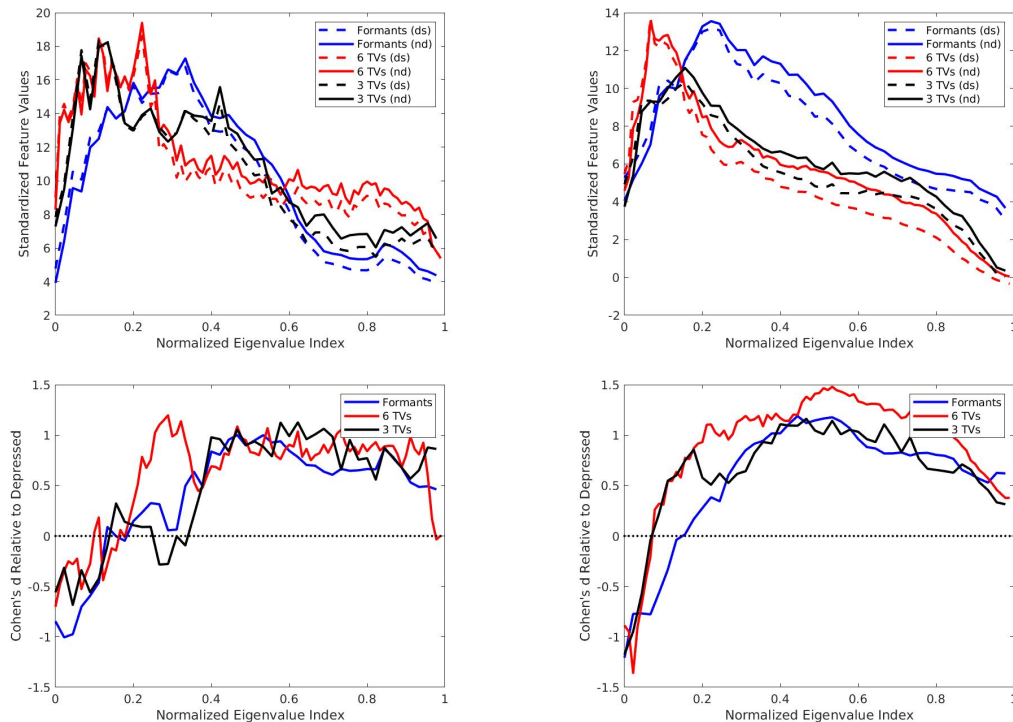 20
18
16
14
12
10
8
6
4
2
Standardized Feature Values
Formants (ds)
Formants (nd)
6 TVs (ds)
6 TVs (nd)
3 TVs (ds)
3 TVs (nd)
0
0.2
0.4
0.6
0.8
1
Normalized Eigenvalue Index
14
12
10
8
6
4
2
0
-2
Standardized Feature Values
Formants (ds)
Formants (nd)
6 TVs (ds)
6 TVs (nd)
3 TVs (ds)
3 TVs (nd)
0
0.2
0.4
0.6
0.8
1
Normalized Eigenvalue Index
1.5
1
0.5
0
-0.5
-1
-1.5
Cohen's d Relative to Depressed
Formants
6 TVs
3 TVs
0
0.2
0.4
0.6
0.8
1
Normalized Eigenvalue Index
1.5
1
0.5
0
-0.5
-1
-1.5
Cohen's d Relative to Depressed
Formants
6 TVs
3 TVs
0
0.2
0.4
0.6
0.8
1
Normalized Eigenvalue Index